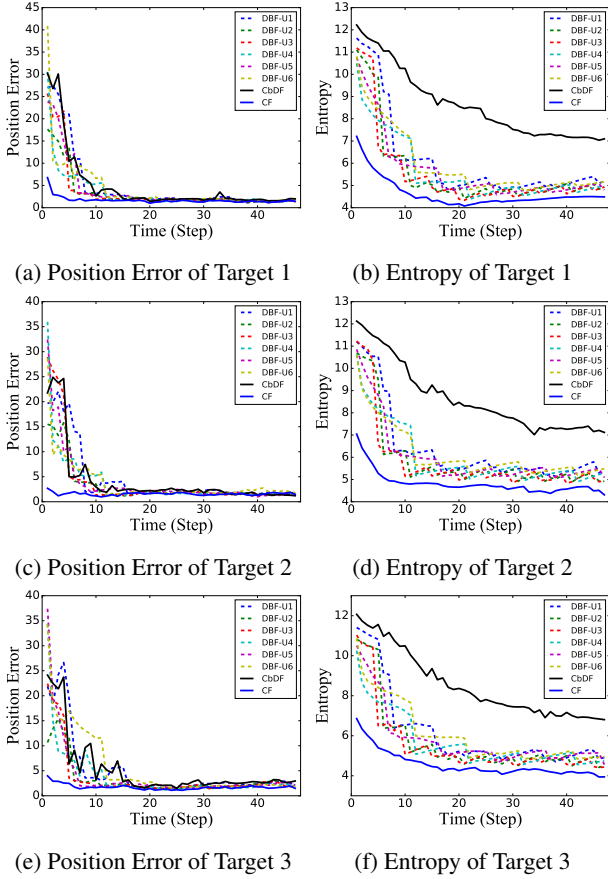 45
40
35
30
25
20
15
10
5
0
Position Error
0 10 20 30 40
Time (Step)
DBF-U1
DBF-U2
DBF-U3
DBF-U4
DBF-U5
DBF-U6
CbDF
CF
13
12
11
10
9
8
7
6
5
4
Entropy
0 10 20 30 40
Time (Step)
DBF-U1
DBF-U2
DBF-U3
DBF-U4
DBF-U5
DBF-U6
CbDF
CF
(a) Position Error of Target 1
(b) Entropy of Target 1
40
35
30
25
20
15
10
5
0
Position Error
0 10 20 30 40
Time (Step)
DBF-U1
DBF-U2
DBF-U3
DBF-U4
DBF-U5
DBF-U6
CbDF
CF
13
12
11
10
9
8
7
6
5
4
Entropy
0 10 20 30 40
Time (Step)
DBF-U1
DBF-U2
DBF-U3
DBF-U4
DBF-U5
DBF-U6
CbDF
CF
(c) Position Error of Target 2
(d) Entropy of Target 2
40
35
30
25
20
15
10
5
0
Position Error
0 10 20 30 40
Time (Step)
DBF-U1
DBF-U2
DBF-U3
DBF-U4
DBF-U5
DBF-U6
CbDF
CF
12
10
8
6
4
Entropy
0 10 20 30 40
Time (Step)
DBF-U1
DBF-U2
DBF-U3
DBF-U4
DBF-U5
DBF-U6
CbDF
CF
(e) Position Error of Target 3
(f) Entropy of Target 3